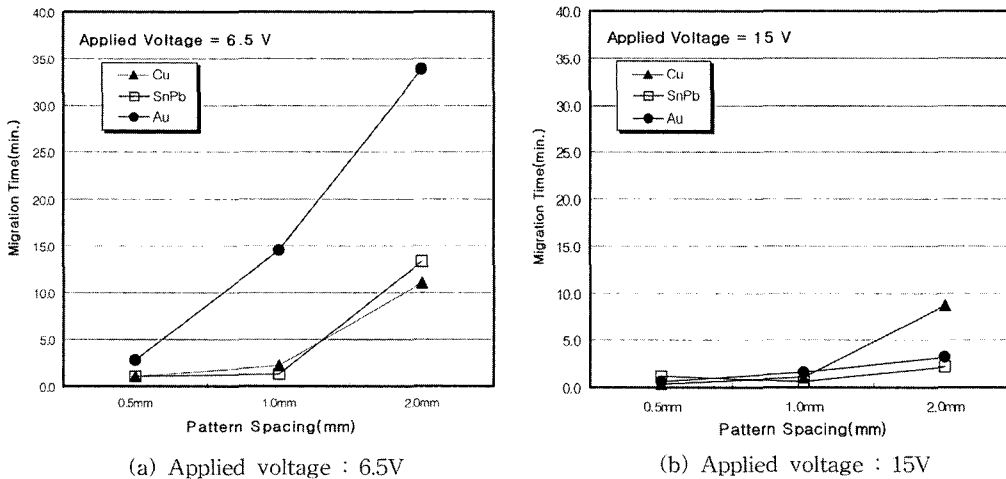 Applied Voltage = 6.5 V
Cu
SnPb
Au
40.0
35.0
30.0
25.0
20.0
15.0
10.0
5.0
0.0
Migration Time(min.)
0.5mm
1.0mm
2.0mm
Pattern Spacing(mm)
(a) Applied voltage : 6.5V
Applied Voltage = 15 V
Cu
SnPb
Au
40.0
35.0
30.0
25.0
20.0
15.0
10.0
5.0
0.0
Migration Time(min.)
0.5mm
1.0mm
2.0mm
Pattern Spacing(mm)
(b) Applied voltage : 15V